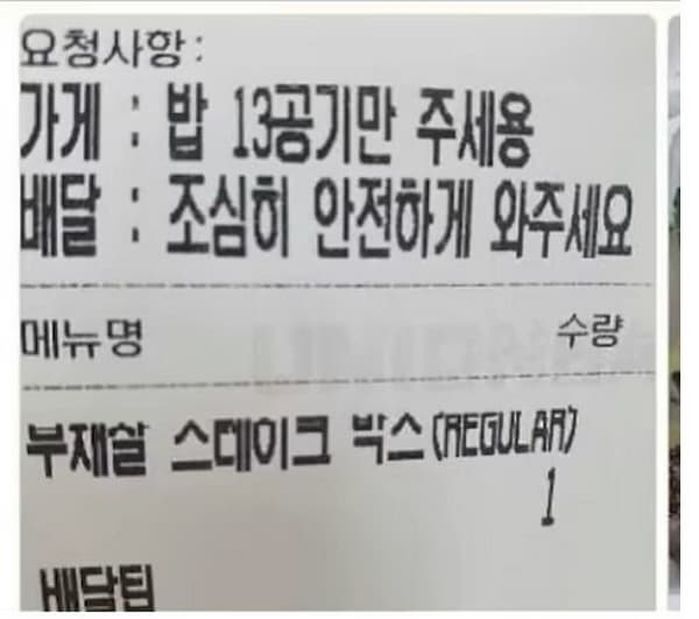 요청사항:
가게 : 밥 13공기만 주세용
배달 : 조심히 안전하게 와주세요
메뉴명 수량
부채살 스테이크 박스(REGULAR)
1
배달팁